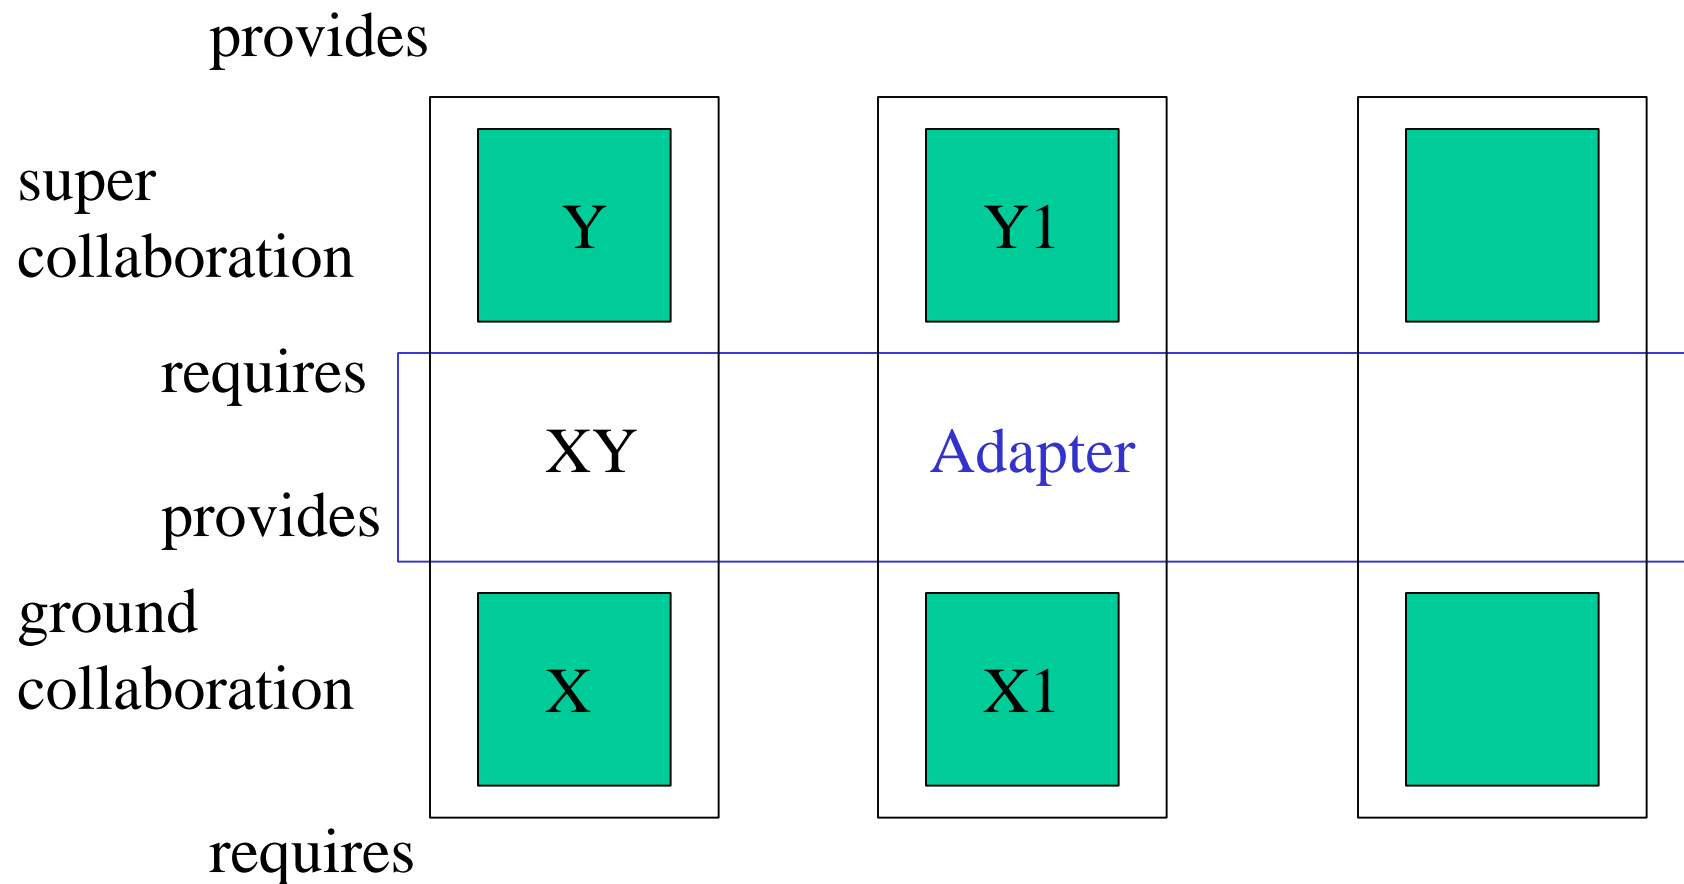 provides
super
collaboration
Y
Y1
requires
XY
Adapter
provides
ground
collaboration
X
X1
requires